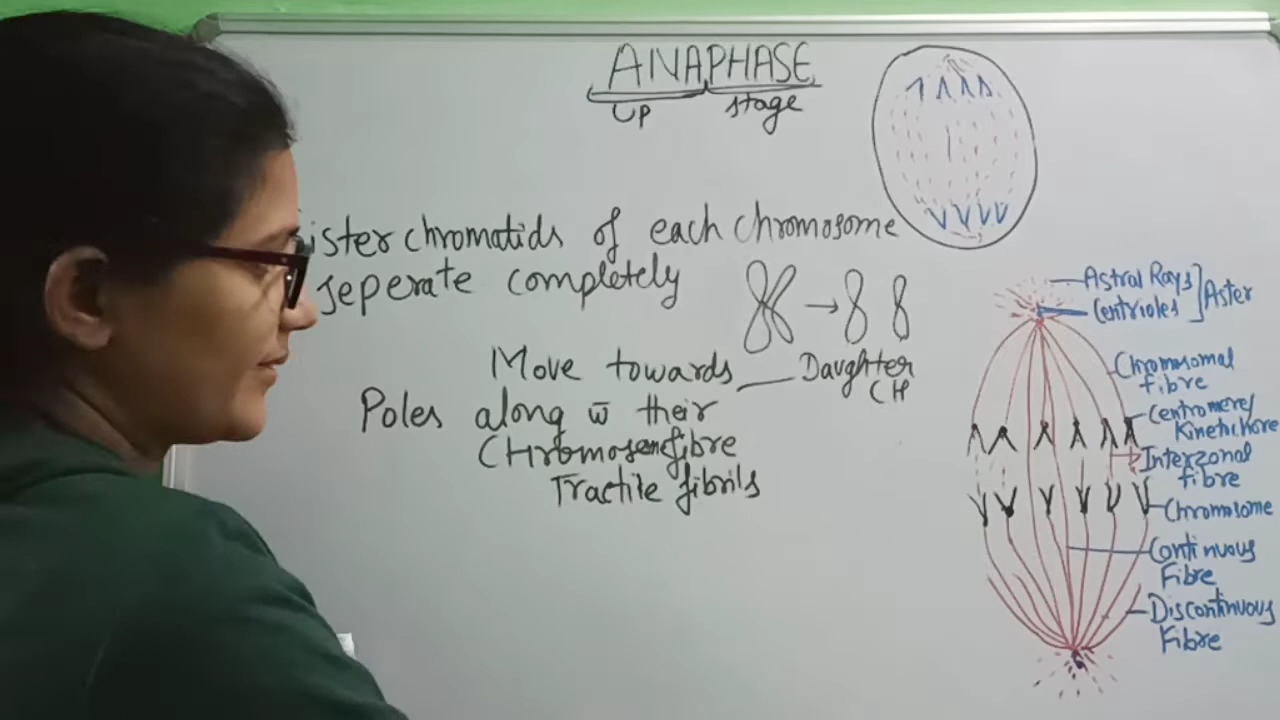 ANAPHASE
Up stage
ister chromatids of each chromosome
seperate completely
Move towards Daughter
CH
Poles along w̄ their
Tractile fibrils
Astral Rays
Centrioles
Aster
Chromosomal
fibre
Centromere/
Kinetichore
Interzonal
fibre
Chromosome
Continuous
Fibre
Discontinuous
Fibre